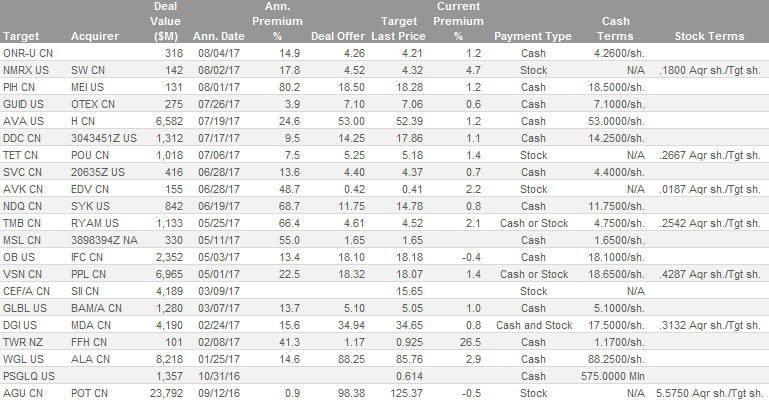 Deal Ann. Target Current
Value Premium Premium Cash
Target Acquirer ($M) Ann. Date % Deal Offer Last Price % Payment Type Terms Stock Terms
ONR-U CN 318 08/04/17 14.9 4.26 4.21 1.2 Cash 4.2600/sh.
NMRX US SW CN 142 08/02/17 17.8 4.52 4.32 4.7 Stock N/A .1800 Aqr sh./Tgt sh.
PIH CN MEI US 131 08/01/17 80.2 18.50 18.28 1.2 Cash 18.5000/sh.
GUID US OTEX CN 275 07/26/17 3.9 7.10 7.06 0.6 Cash 7.1000/sh.
AVA US H CN 6,582 07/19/17 24.6 53.00 52.39 1.2 Cash 53.0000/sh.
DDC CN 3043451Z US 1,312 07/17/17 9.5 14.25 17.86 1.1 Cash 14.2500/sh.
TET CN POU CN 1,018 07/06/17 7.5 5.25 5.18 1.4 Stock N/A .2667 Aqr sh./Tgt sh.
SVC CN 20635Z US 416 06/28/17 13.6 4.40 4.37 0.7 Cash 4.4000/sh.
AVK CN EDV CN 155 06/28/17 48.7 0.42 0.41 2.2 Stock N/A .0187 Aqr sh./Tgt sh.
NDQ CN SYK US 842 06/19/17 68.7 11.75 14.78 0.8 Cash 11.7500/sh.
TMB CN RYAM US 1,133 05/25/17 66.4 4.61 4.52 2.1 Cash or Stock 4.7500/sh. .2542 Aqr sh./Tgt sh.
MSL CN 3898394Z NA 330 05/11/17 55.0 1.65 1.65 Cash 1.6500/sh.
OB US IFC CN 2,352 05/03/17 13.4 18.10 18.18 -0.4 Cash 18.1000/sh.
VSN CN PPL CN 6,965 05/01/17 22.5 18.32 18.07 1.4 Cash or Stock 18.6500/sh. .4287 Aqr sh./Tgt sh.
CEF/A CN SII CN 4,189 03/09/17 15.65 Stock N/A
GLBL US BAM/A CN 1,280 03/07/17 13.7 5.10 5.05 1.0 Cash 5.1000/sh.
DGI US MDA CN 4,190 02/24/17 15.6 34.94 34.65 0.8 Cash and Stock 17.5000/sh. .3132 Aqr sh./Tgt sh.
TWR NZ FFH CN 101 02/08/17 41.3 1.17 0.925 26.5 Cash 1.1700/sh.
WGL US ALA CN 8,218 01/25/17 14.6 88.25 85.76 2.9 Cash 88.2500/sh.
PSGLQ US 1,357 10/31/16 0.614 Cash 575.0000 Mln
AGU CN POT CN 23,792 09/12/16 0.9 98.38 125.37 -0.5 Stock N/A 5.5750 Aqr sh./Tgt sh.